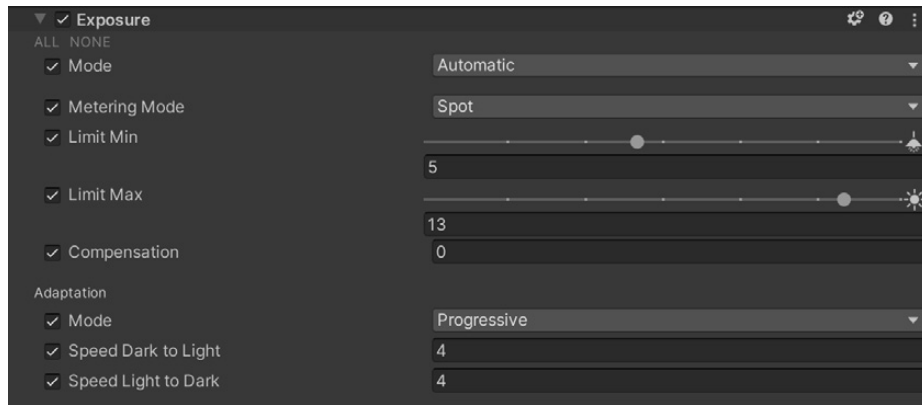 Exposure
ALL NONE
Mode Automatic
Metering Mode Spot
Limit Min
5
Limit Max
13
Compensation 0
Adaptation
Mode Progressive
Speed Dark to Light 4
Speed Light to Dark 4